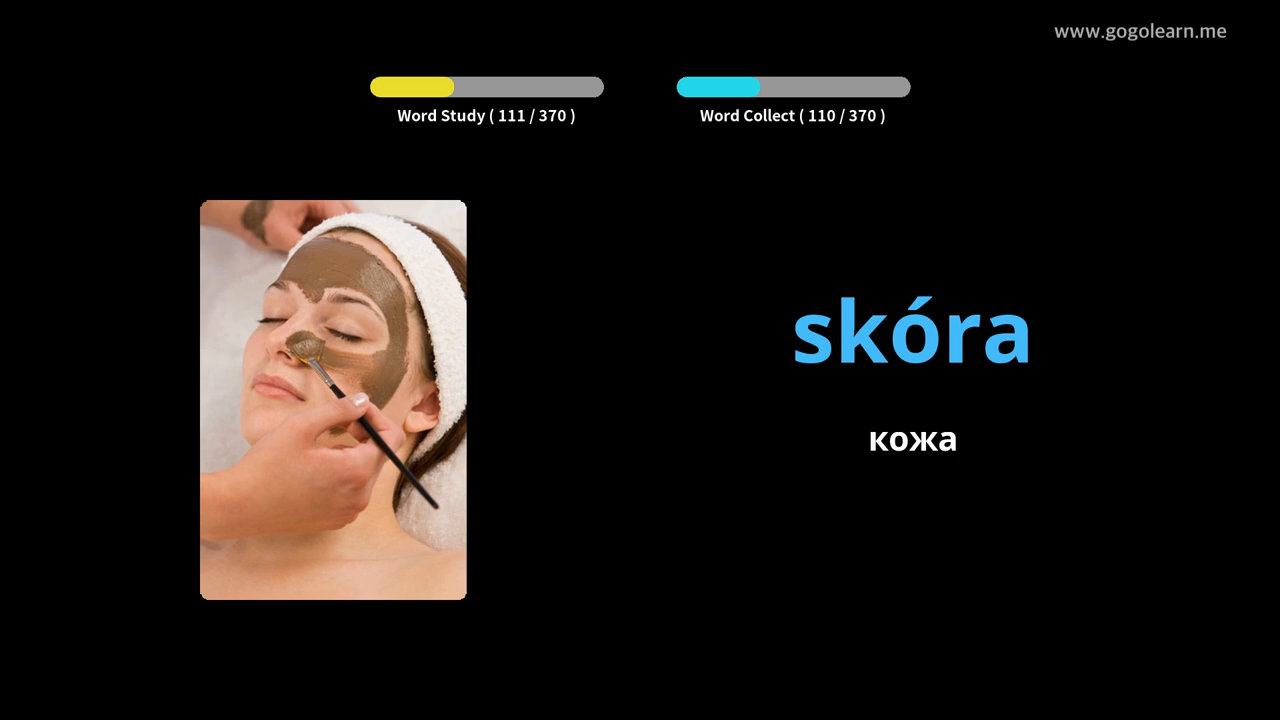 www.gogolearn.me
Word Study ( 111 / 370 )
Word Collect ( 110 / 370 )
skóra
кожа